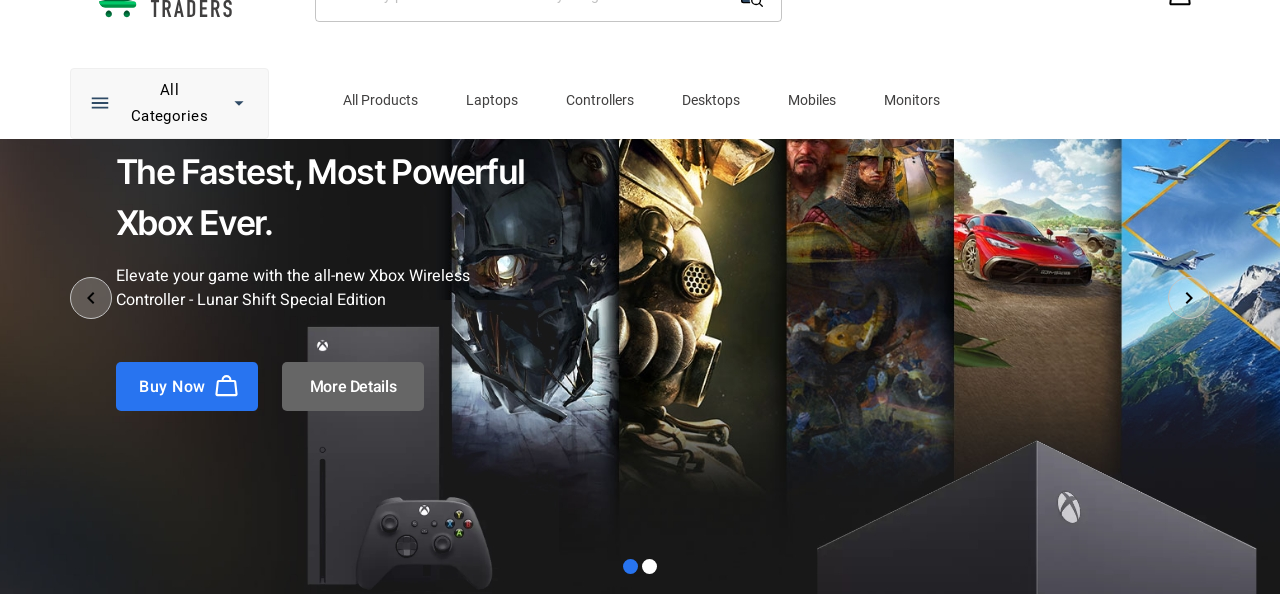 TRADERS
All
Categories
All Products
Laptops
Controllers
Desktops
Mobiles
Monitors
The Fastest, Most Powerful
Xbox Ever.
Elevate your game with the all-new Xbox Wireless
Controller - Lunar Shift Special Edition
Buy Now
More Details